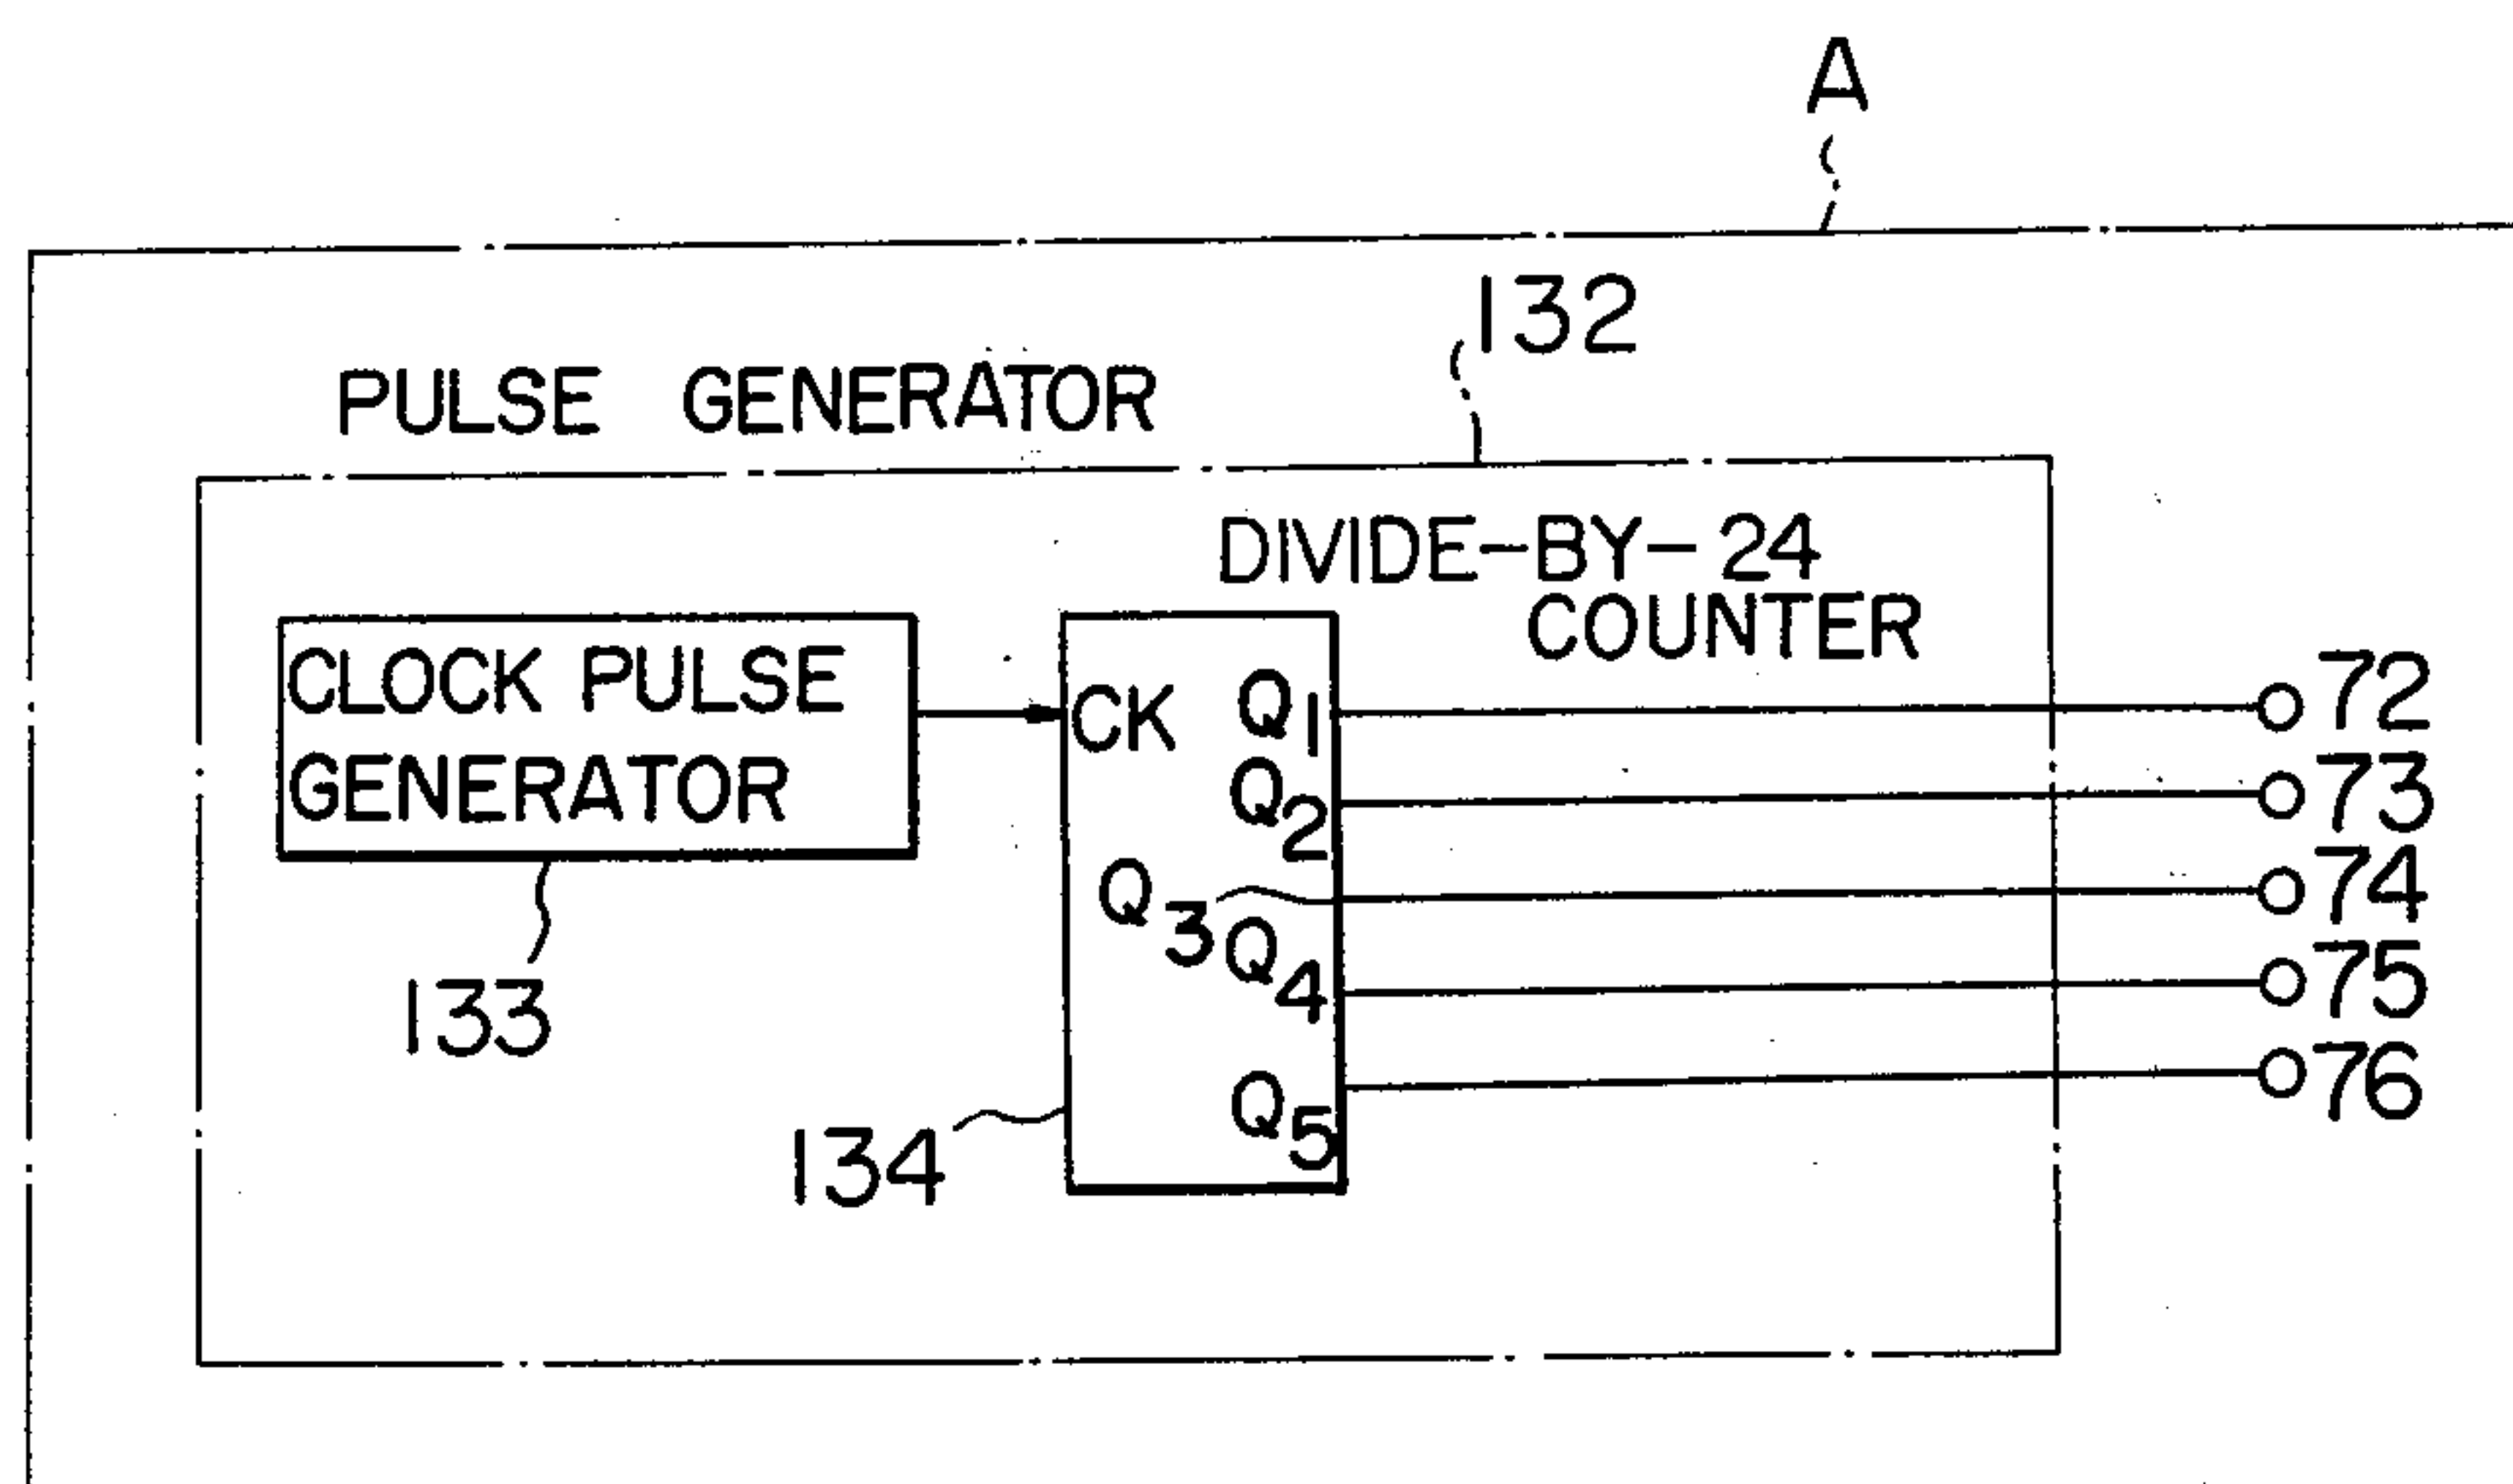 A
132
PULSE GENERATOR
DIVIDE-BY-24
COUNTER
CLOCK PULSE
GENERATOR
CK
Q1
Q2
Q3
Q4
Q5
72
73
74
75
76
133
134